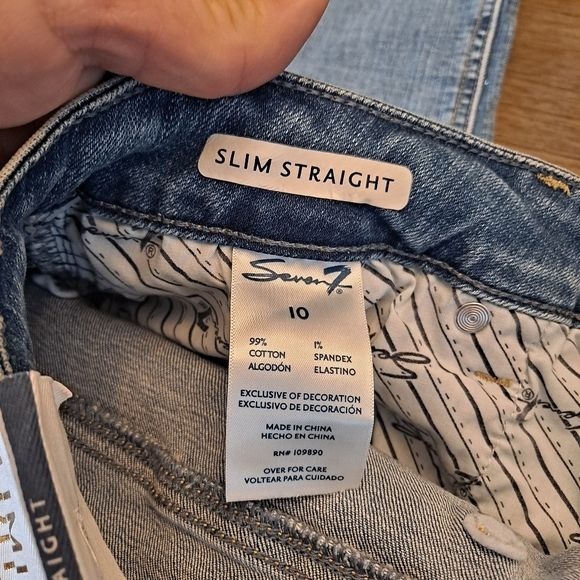 SLIM STRAIGHT
Seven7®
10
99% 1%
COTTON SPANDEX
ALGODÓN ELASTINO
EXCLUSIVE OF DECORATION
EXCLUSIVO DE DECORACIÓN
MADE IN CHINA
HECHO EN CHINA
RN# 109890
OVER FOR CARE
VOLTEAR PARA CUIDADO
AIGHT